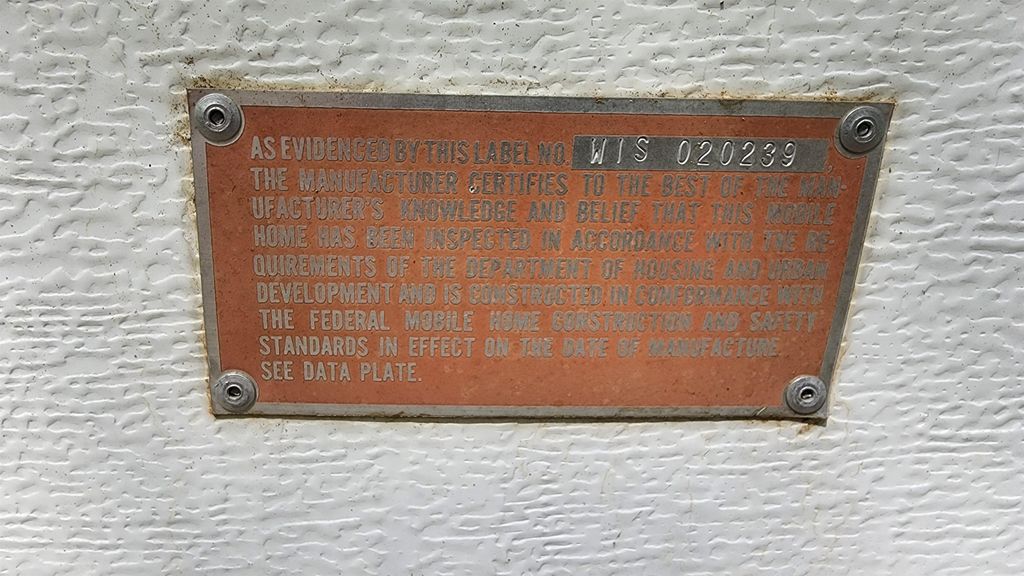 AS EVIDENCED BY THIS LABEL NO. WIS 020239,
THE MANUFACTURER CERTIFIES TO THE BEST OF THE MAN-
UFACTURER'S KNOWLEDGE AND BELIEF THAT THIS MOBILE
HOME HAS BEEN INSPECTED IN ACCORDANCE WITH THE RE-
QUIREMENTS OF THE DEPARTMENT OF HOUSING AND URBAN
DEVELOPMENT AND IS CONSTRUCTED IN CONFORMANCE WITH
THE FEDERAL MOBILE HOME CONSTRUCTION AND SAFETY
STANDARDS IN EFFECT ON THE DATE OF MANUFACTURE.
SEE DATA PLATE.